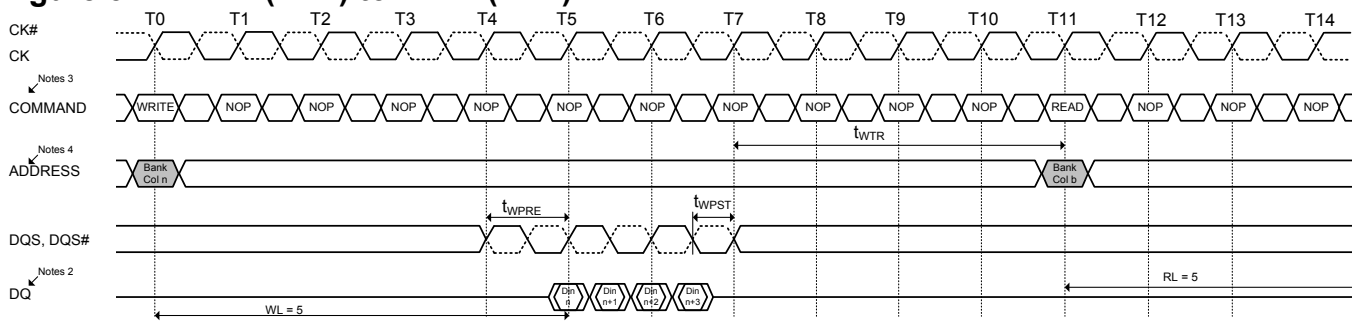 T0 T1 T2 T3 T4 T5 T6 T7 T8 T9 T10 T11 T12 T13 T14
CK#
CK
Notes 3
COMMAND WRITE NOP NOP NOP NOP NOP NOP NOP NOP NOP NOP READ NOP NOP NOP
tWTR
Notes 4
ADDRESS Bank Col n Bank Col b
tWPRE tWPST
DQS, DQS#
Notes 2
DQ Din n Din n+1 Din n+2 Din n+3 RL = 5
WL = 5